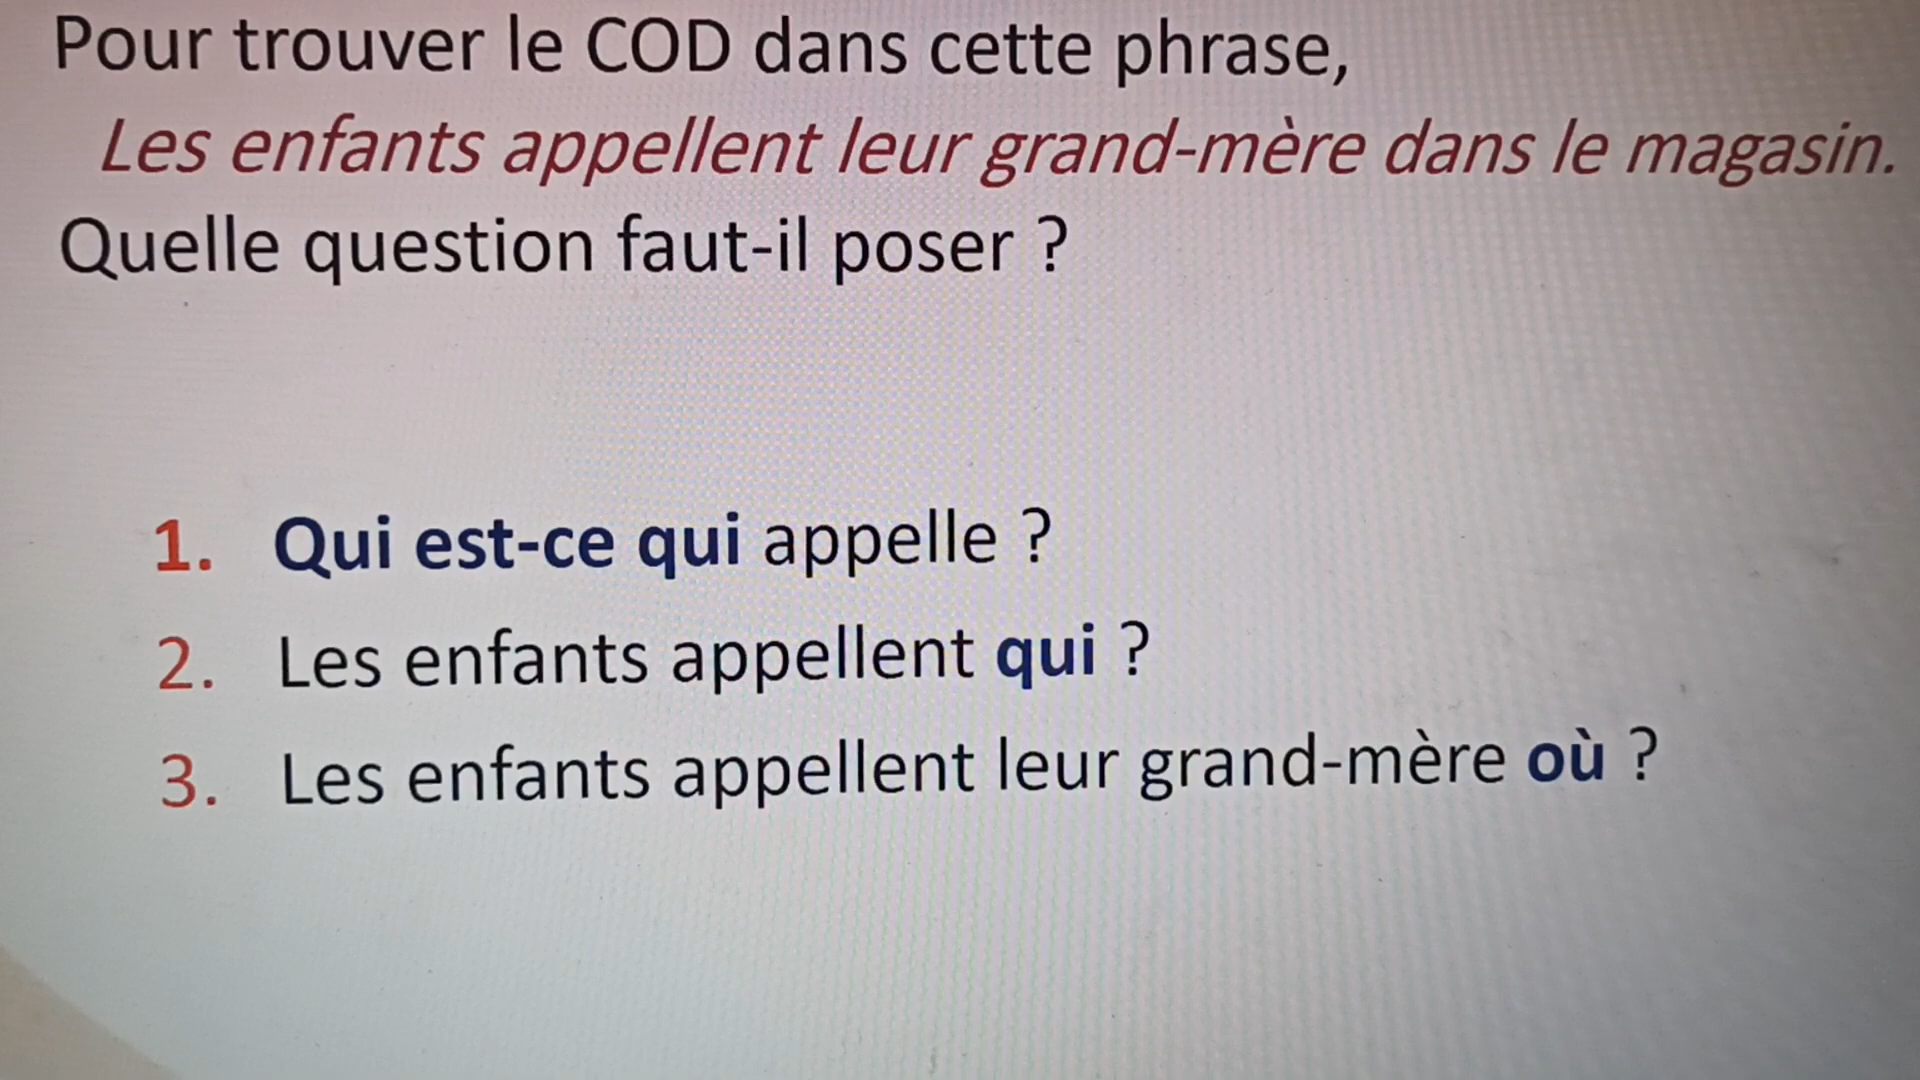 Pour trouver le COD dans cette phrase,
Les enfants appellent leur grand-mère dans le magasin.
Quelle question faut-il poser ?
1. Qui est-ce qui appelle ?
2. Les enfants appellent qui ?
3. Les enfants appellent leur grand-mère où ?